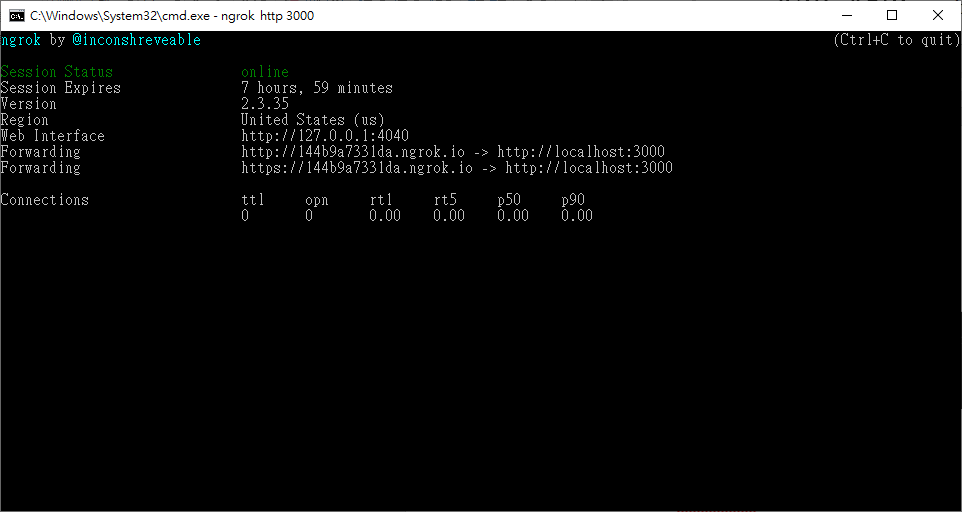 C:\Windows\System32\cmd.exe - ngrok http 3000
ngrok by @inconshreveable (Ctrl+C to quit)
Session Status online
Session Expires 7 hours, 59 minutes
Version 2.3.35
Region United States (us)
Web Interface http://127.0.0.1:4040
Forwarding http://144b9a7331da.ngrok.io -> http://localhost:3000
Forwarding https://144b9a7331da.ngrok.io -> http://localhost:3000
Connections ttl opn rt1 rt5 p50 p90
0 0 0.00 0.00 0.00 0.00